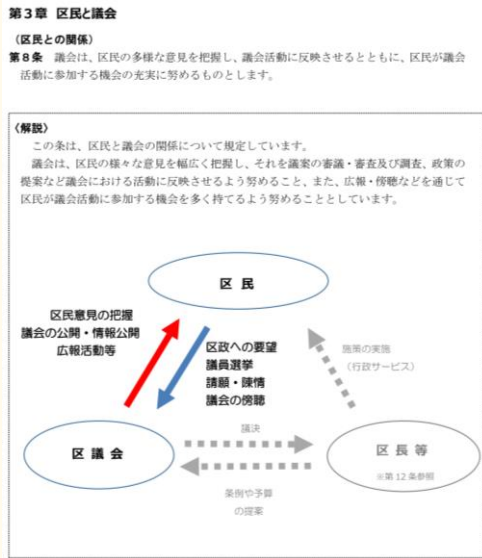 第3章 区民と議会
（区民との関係）
第8条 議会は、区民の多様な意見を把握し、議会活動に反映させるとともに、区民が議会
活動に参加する機会の充実に努めるものとします。
〈解説〉
この条は、区民と議会の関係について規定しています。
議会は、区民の様々な意見を幅広く把握し、それを議案の審議・審査及び調査、政策の
提案など議会における活動に反映させるよう努めること、また、広報・傍聴などを通じて
区民が議会活動に参加する機会を多く持てるよう努めることとしています。
区 民
区民意見の把握
議会の公開・情報公開
広報活動等
区政への要望
議員選挙
請願・陳情
議会の傍聴
施策の実施
（行政サービス）
区 議 会
議決
条例や予算
の提案
区 長 等
※第12条参照